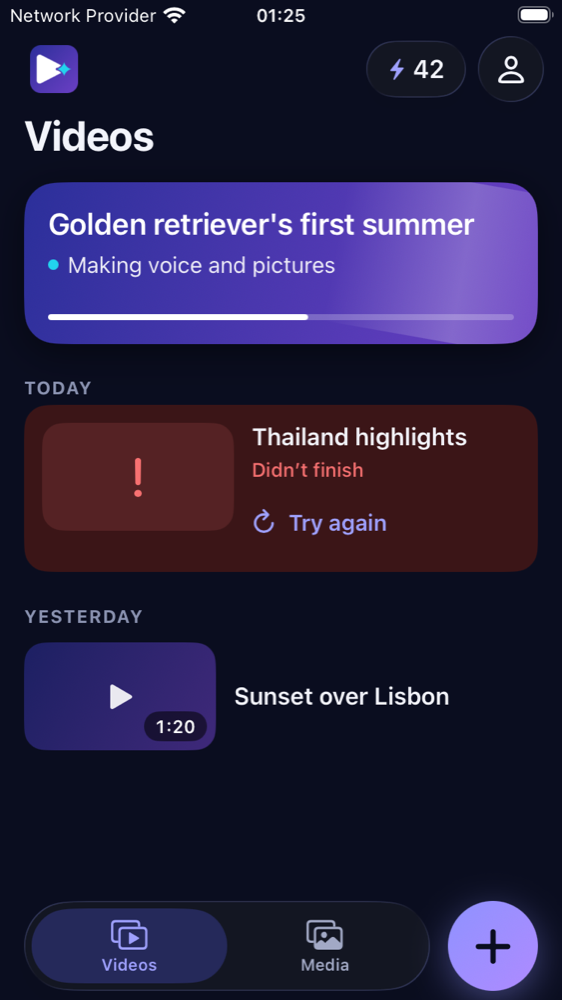 Network Provider 01:25
42
Videos
Golden retriever's first summer
Making voice and pictures
TODAY
Thailand highlights
Didn’t finish
Try again
YESTERDAY
1:20
Sunset over Lisbon
Videos Media